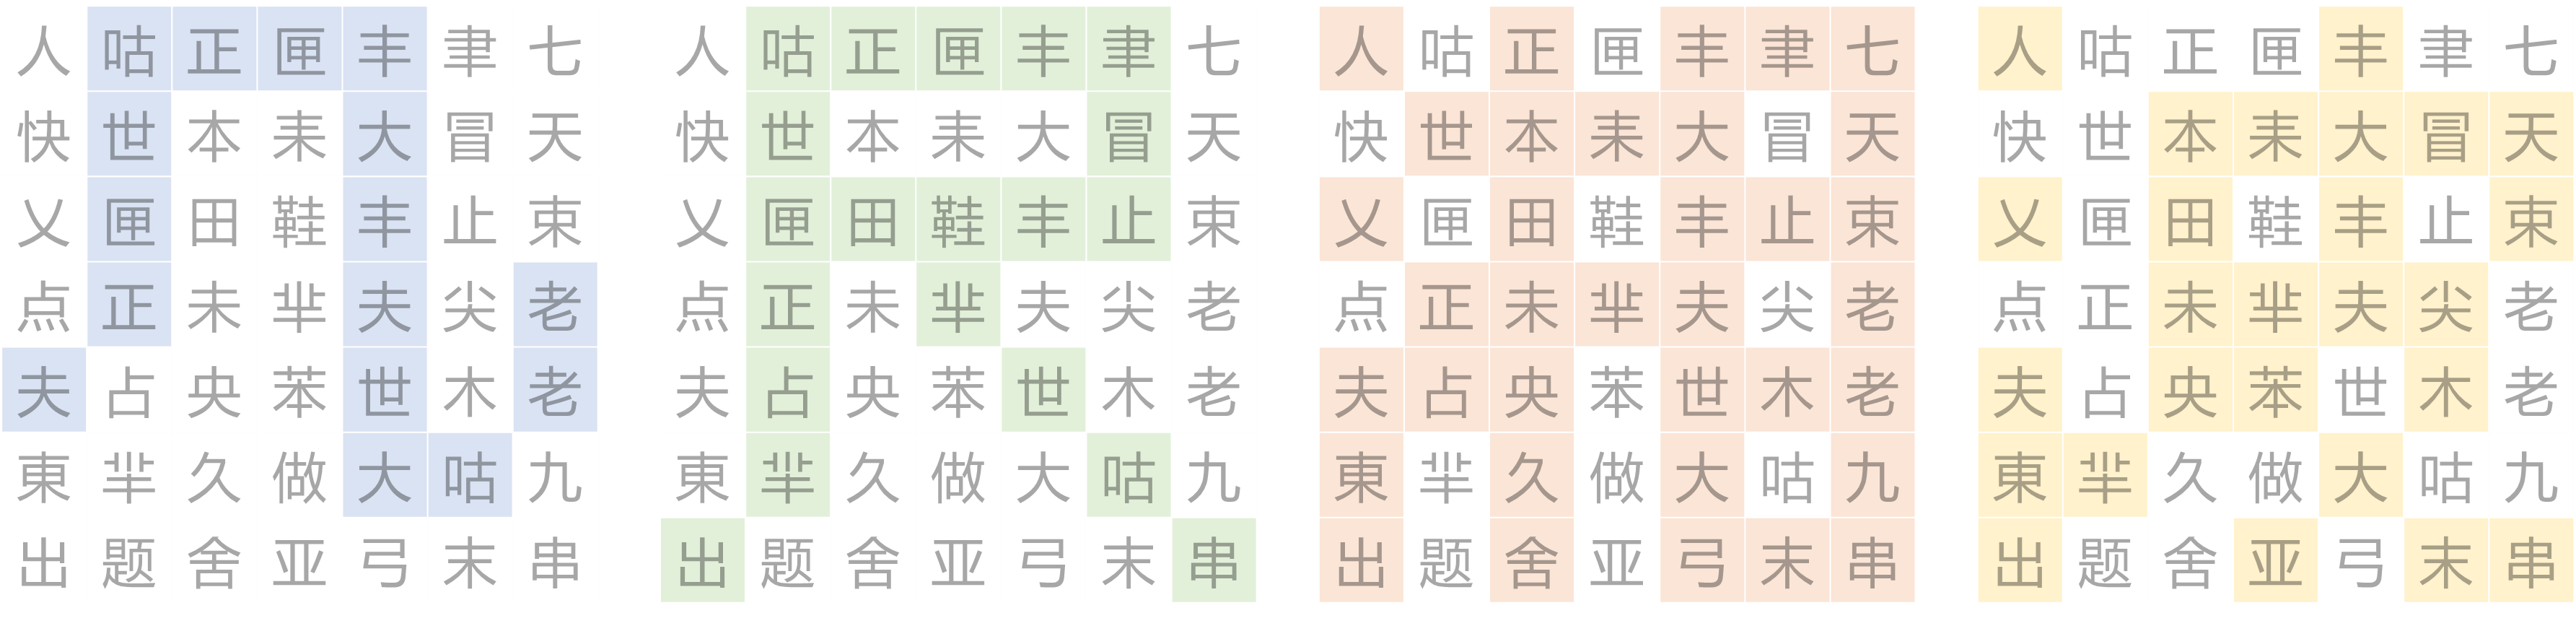 人咕正匣丰聿七
快世本耒大冒天
乂匣田鞋丰止束
点正未芈夫尖老
夫占央苯世木老
東芈久做大咕九
出题舍亚弓末串
人咕正匣丰聿七
快世本耒大冒天
乂匣田鞋丰止束
点正未芈夫尖老
夫占央苯世木老
東芈久做大咕九
出题舍亚弓末串
人咕正匣丰聿七
快世本耒大冒天
乂匣田鞋丰止束
点正未芈夫尖老
夫占央苯世木老
東芈久做大咕九
出题舍亚弓末串
人咕正匣丰聿七
快世本耒大冒天
乂匣田鞋丰止束
点正未芈夫尖老
夫占央苯世木老
東芈久做大咕九
出题舍亚弓末串